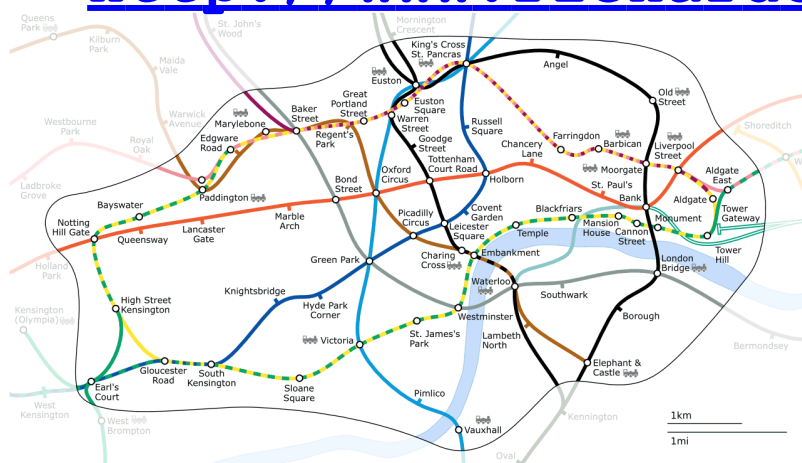 Queens
Park
Kilburn
Park
Maida
Vale
St. John's
Wood
Mornington
Crescent
King's Cross
St. Pancras
Euston
Angel
Old
Street
Westbourne
Park
Royal
Oak
Warwick
Avenue
Edgware
Road
Marylebone
Baker
Street
Great
Portland
Street
Regent's
Park
Euston
Square
Warren
Street
Goodge
Street
Russell
Square
Chancery
Lane
Farringdon
Barbican
Moorgate
Liverpool
Street
Shoreditch
Ladbroke
Grove
Bayswater
Paddington
Bond
Street
Oxford
Circus
Tottenham
Court Road
Holborn
St. Paul's
Bank
Aldgate
East
Aldgate
Tower
Gateway
W
Notting
Hill Gate
Queensway
Lancaster
Gate
Marble
Arch
Picadilly
Circus
Covent
Garden
Leicester
Square
Temple
Blackfriars
Mansion
House
Cannon
Street
Monument
Tower
Hill
Holland
Park
Green Park
Charing
Cross
Embankment
Waterloo
London
Bridge
Kensington
(Olympia)
High Street
Kensington
Knightsbridge
Hyde Park
Corner
Westminster
Southwark
Borough
Bermondsey
Victoria
St. James's
Park
Lambeth
North
Gloucester
Road
South
Kensington
Sloane
Square
Elephant &
Castle
Earl's
Court
West
Kensington
West
Brompton
Pimlico
Vauxhall
Kennington
Oval
1km
1mi